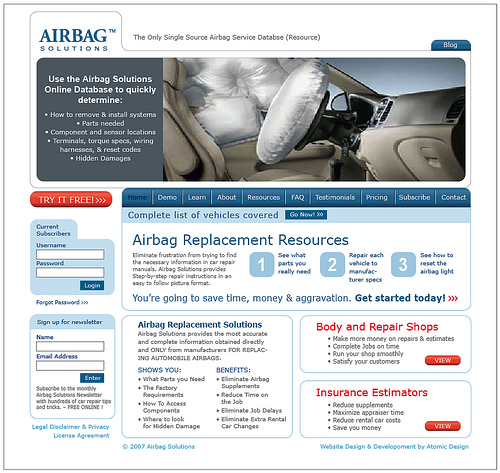 AIRBAG™
SOLUTIONS
The Only Single Source Airbag Service Databse (Resource)
Blog
Use the Airbag Solutions
Online Database to quickly
determine:
• How to remove & install systems
• Parts needed
• Component and sensor locations
• Terminals, torque specs, wiring
harnesses, & reset codes
• Hidden Damages
TRY IT FREE! >>>
Home Demo Learn About Resources FAQ Testimonials Pricing Subscribe Contact
Complete list of vehicles covered Go Now! >>>
Current
Subscribers
Username
Password
Login
Forgot Password >>>
Airbag Replacement Resources
Eliminate frustration from trying to find
the necessary information in car repair
manuals. Airbag Solutions provides
Step-by-step repair instructions in an
easy to follow picture format.
1 See what
parts you
really need
2 Repair each
vehicle to
manufac-
turer specs
3 See how to
reset the
airbag light
You're going to save time, money & aggravation. Get started today! >>>
Sign up for newsletter
Name
Email Address
Enter
Subscribe to the monthly
Airbag Solutions Newsletter
with hundreds of car repair tips
and tricks. – FREE ONLINE !
Legal Disclaimer & Privacy
License Agreement
Airbag Replacement Solutions
Airbag Solutions provides the most accurate
and complete information obtained directly
and ONLY from manufacturers FOR REPLAC-
ING AUTOMOBILE AIRBAGS.
SHOWS YOU:
• What Parts you Need
• The Factory
Requirements
• How To Access
Components
• Where to look
for Hidden Damage
BENEFITS:
• Eliminate Airbag
Supplements
• Reduce Time on
the Job
• Eliminate Job Delays
• Eliminate Extra Rental
Car Changes
Body and Repair Shops
• Make more money on repairs & estimates
• Complete Jobs on time
• Run your shop smoothly
• Satisfy your customers
VIEW
Insurance Estimators
• Reduce supplements
• Maximize appraiser time
• Reduce rental car costs
• Save you money
VIEW
© 2007 Airbag Solutions
Website Design & Developoment by Atomic Design